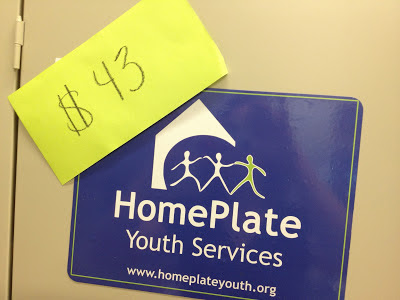 $ 43
HomePlate
Youth Services
www.homeplateyouth.org